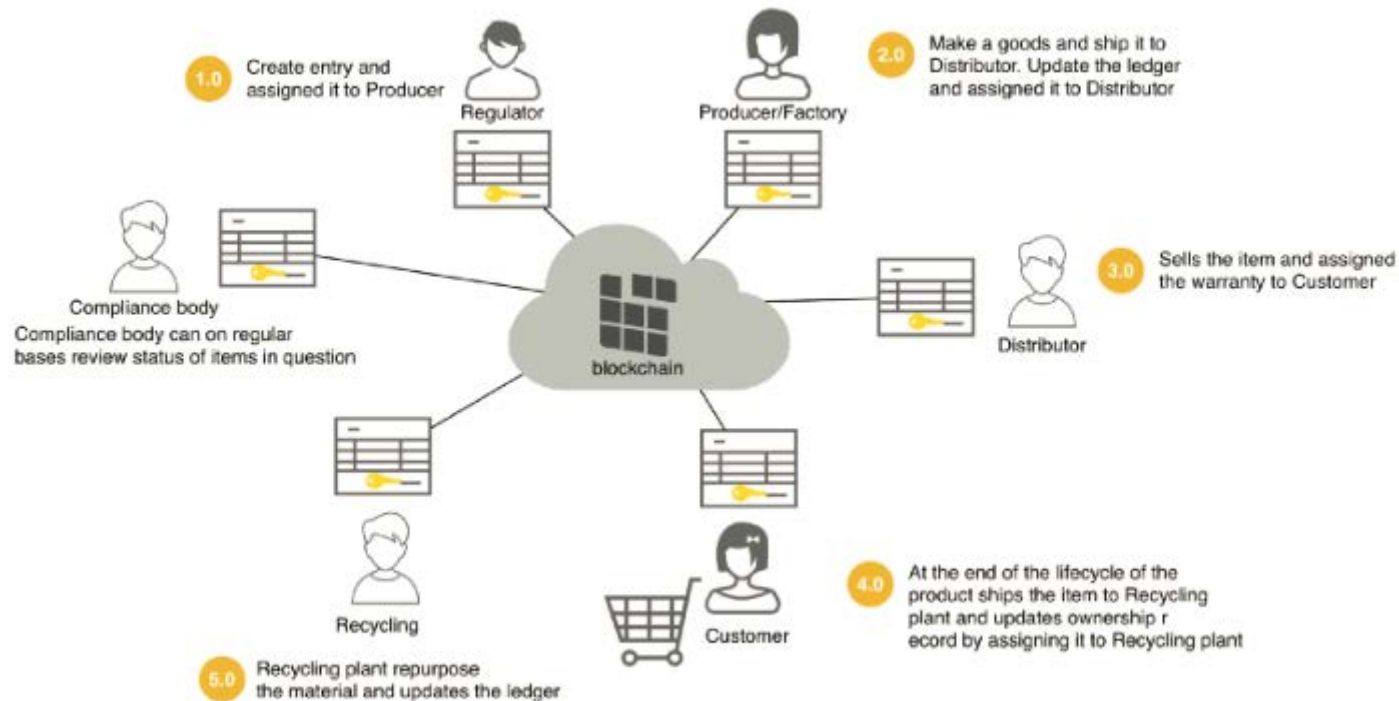 1.0
Create entry and
assigned it to Producer
Regulator
Producer/Factory
2.0
Make a goods and ship it to
Distributor. Update the ledger
and assigned it to Distributor
Compliance body
Compliance body can on regular
bases review status of items in question
blockchain
Distributor
3.0
Sells the item and assigned
the warranty to Customer
Recycling
Customer
4.0
At the end of the lifecycle of the
product ships the item to Recycling
plant and updates ownership r
ecord by assigning it to Recycling plant
5.0
Recycling plant repurpose
the material and updates the ledger